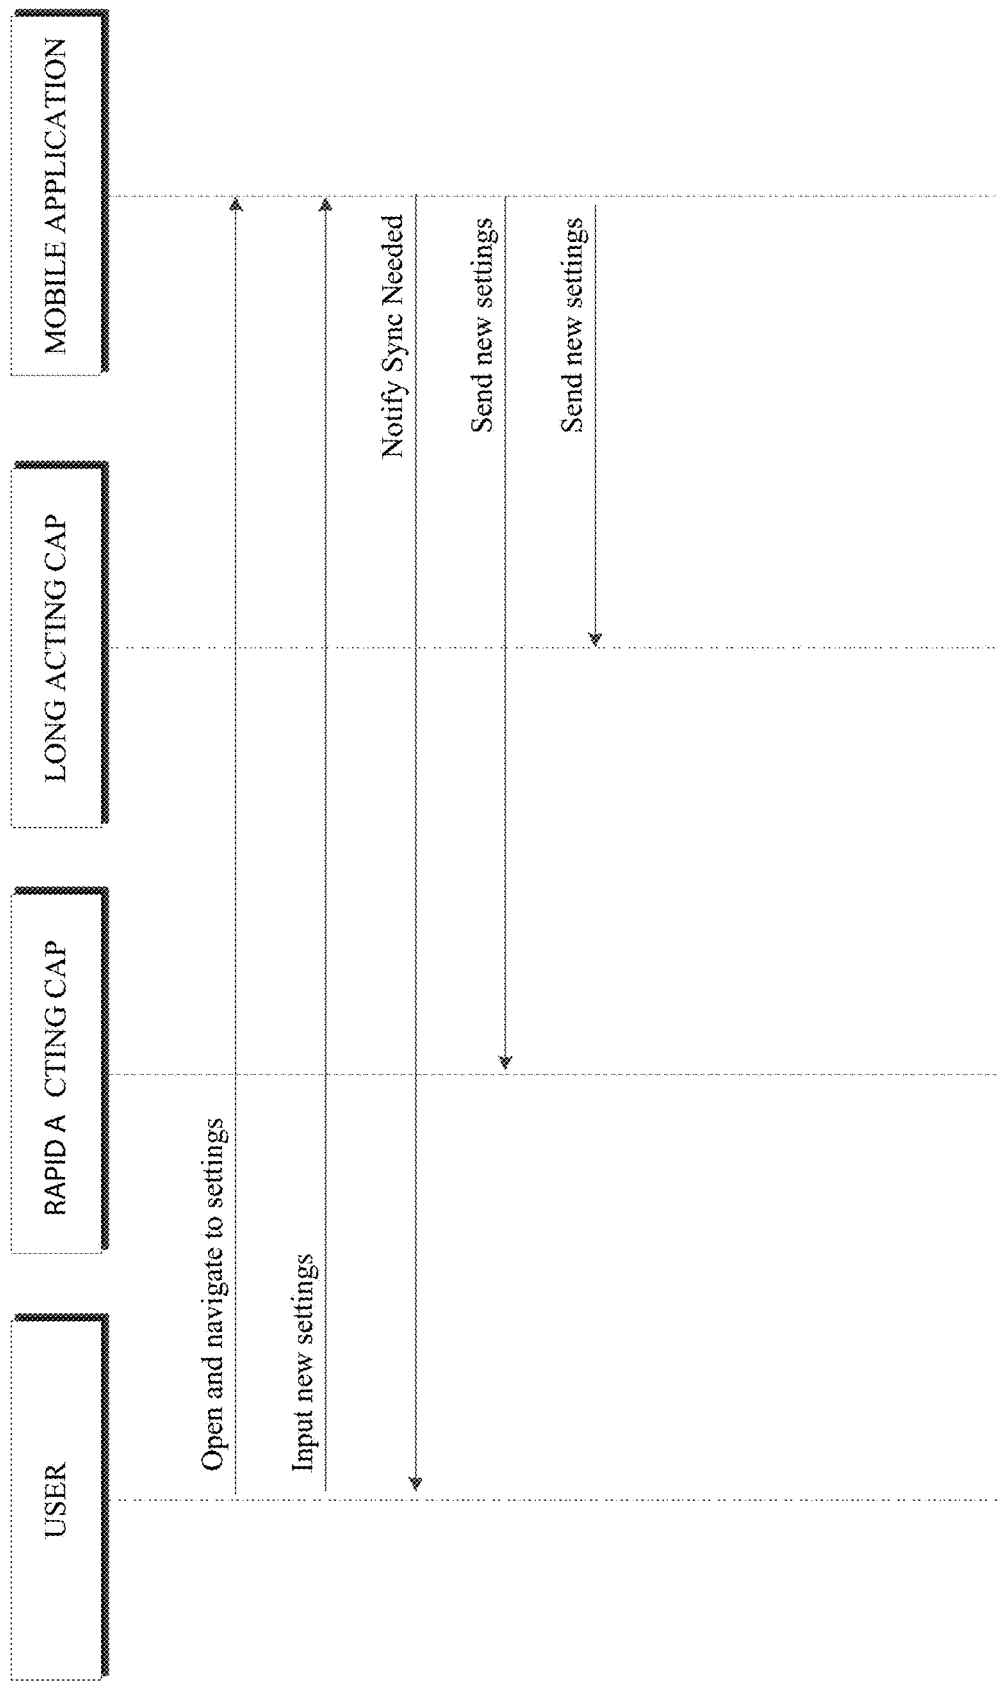 USER
RAPID A CTING CAP
LONG ACTING CAP
MOBILE APPLICATION
Open and navigate to settings
Input new settings
Notify Sync Needed
Send new settings
Send new settings